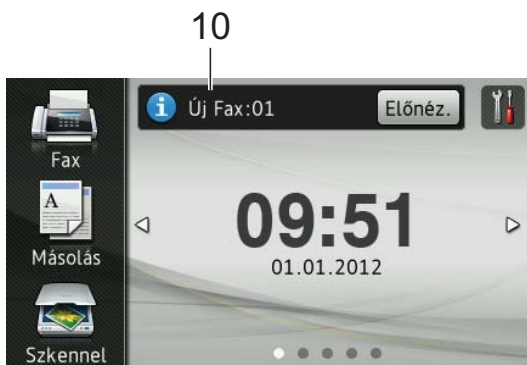 10
Új Fax:01
Előnéz.
Fax
A
Másolás
09:51
01.01.2012
Szkennel